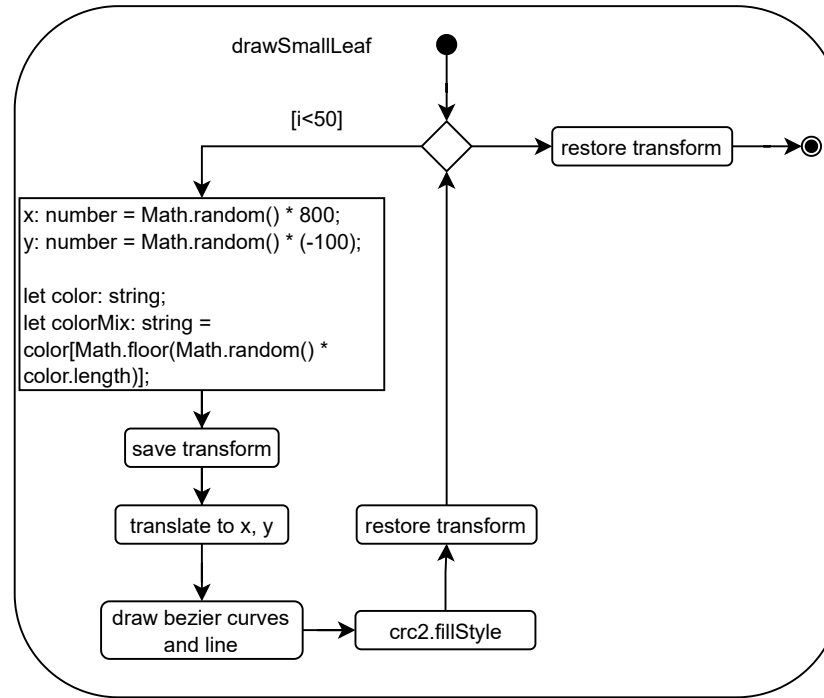 drawSmallLeaf
[i<50]
restore transform
x: number = Math.random() * 800;
y: number = Math.random() * (-100);
let color: string;
let colorMix: string =
color[Math.floor(Math.random() *
color.length)];
save transform
translate to x, y
restore transform
draw bezier curves
and line
crc2.fillStyle